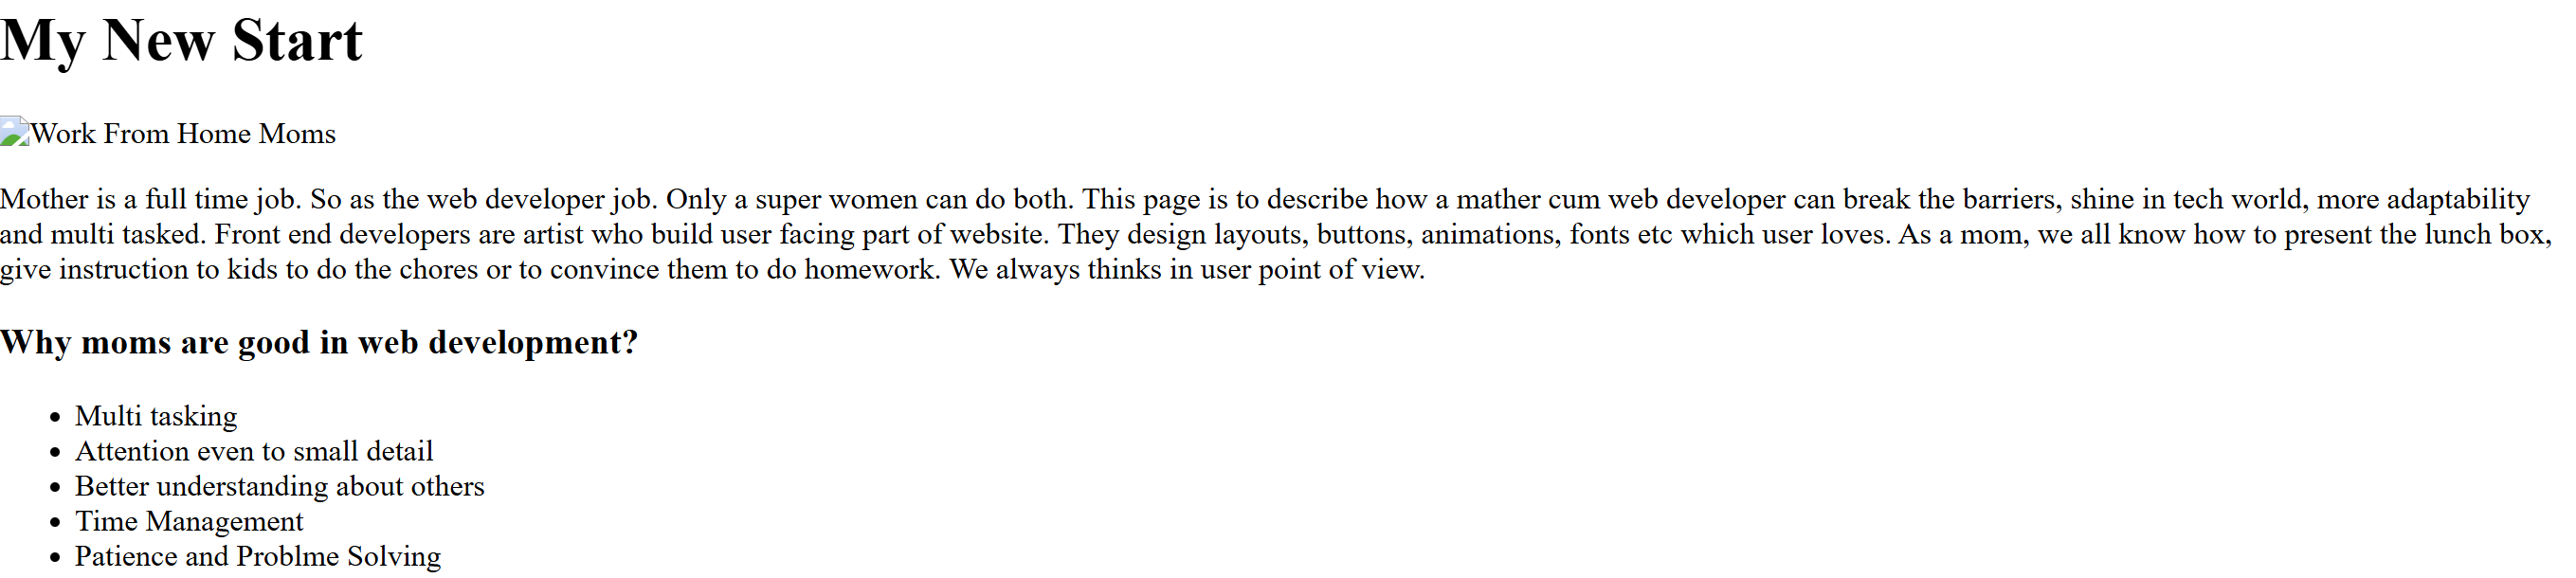 My New Start
Work From Home Moms
Mother is a full time job. So as the web developer job. Only a super women can do both. This page is to describe how a mather cum web developer can break the barriers, shine in tech world, more adaptability
and multi tasked. Front end developers are artist who build user facing part of website. They design layouts, buttons, animations, fonts etc which user loves. As a mom, we all know how to present the lunch box,
give instruction to kids to do the chores or to convince them to do homework. We always thinks in user point of view.
Why moms are good in web development?
• Multi tasking
• Attention even to small detail
• Better understanding about others
• Time Management
• Patience and Problme Solving